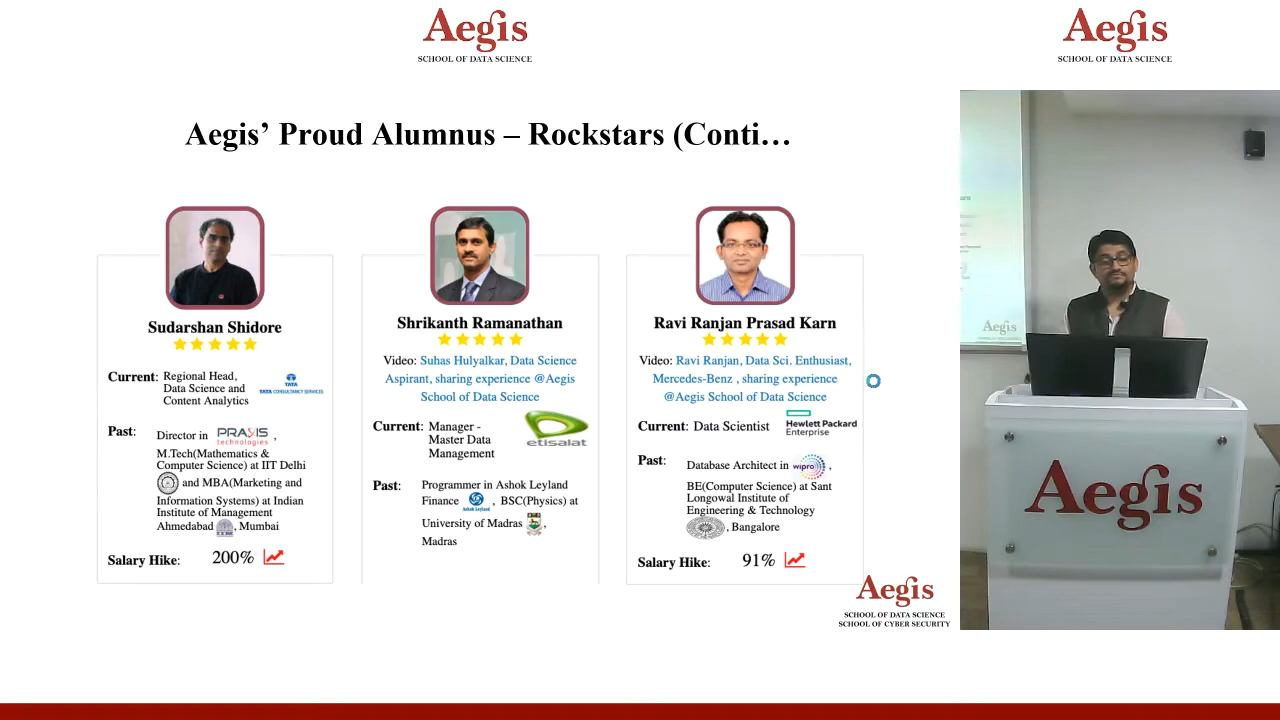 Aegis
SCHOOL OF DATA SCIENCE
Aegis
SCHOOL OF DATA SCIENCE
Aegis’ Proud Alumnus – Rockstars (Conti…
Sudarshan Shidore
Current: Regional Head,
Data Science and
Content Analytics
TATA
TATA CONSULTANCY SERVICES
Past: Director in PRAXIS technologies ,
M.Tech(Mathematics &
Computer Science) at IIT Delhi
and MBA(Marketing and
Information Systems) at Indian
Institute of Management
Ahmedabad , Mumbai
Salary Hike: 200%
Shrikanth Ramanathan
Video: Suhas Hulyalkar, Data Science
Aspirant, sharing experience @Aegis
School of Data Science
Current: Manager -
Master Data
Management
etisalat
Past: Programmer in Ashok Leyland
Finance Ashok Leyland , BSC(Physics) at
University of Madras ,
Madras
Ravi Ranjan Prasad Karn
Video: Ravi Ranjan, Data Sci. Enthusiast,
Mercedes-Benz , sharing experience
@Aegis School of Data Science
Current: Data Scientist
Hewlett Packard
Enterprise
Past: Database Architect in wipro ,
BE(Computer Science) at Sant
Longowal Institute of
Engineering & Technology
, Bangalore
Salary Hike: 91%
Aegis
SCHOOL OF DATA SCIENCE
SCHOOL OF CYBER SECURITY
Aegis
Aegis